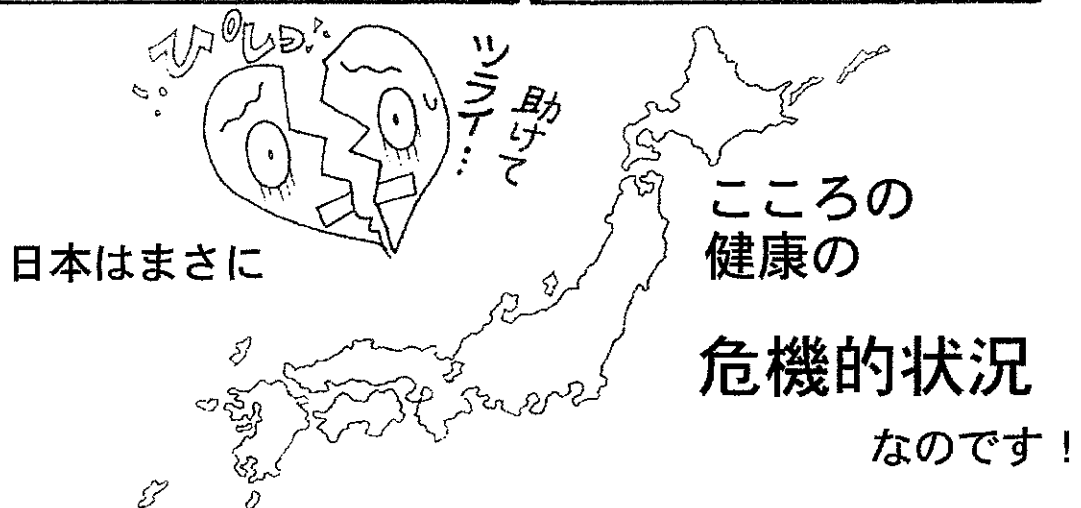 ぴしっ!
ツライ…
助けて
日本はまさに
こころの
健康の
危機的状況
なのです!